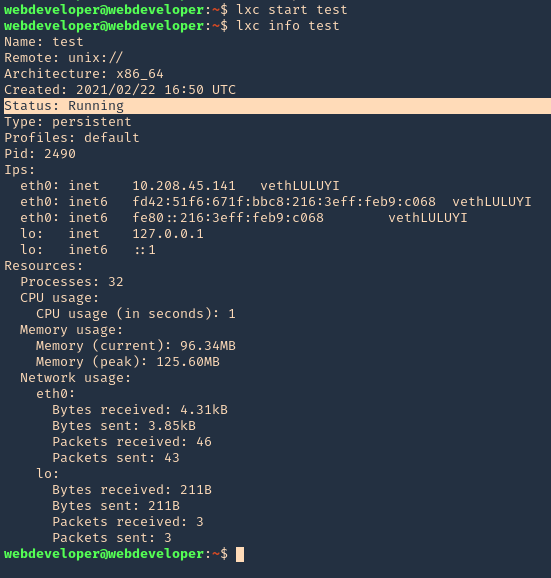 webdeveloper@webdeveloper:~$ lxc start test
webdeveloper@webdeveloper:~$ lxc info test
Name: test
Remote: unix://
Architecture: x86_64
Created: 2021/02/22 16:50 UTC
Status: Running
Type: persistent
Profiles: default
Pid: 2490
Ips:
  eth0: inet    10.208.45.141   vethLULUYI
  eth0: inet6   fd42:51f6:671f:bbc8:216:3eff:feb9:c068  vethLULUYI
  eth0: inet6   fe80::216:3eff:feb9:c068        vethLULUYI
  lo:   inet    127.0.0.1
  lo:   inet6   ::1
Resources:
  Processes: 32
  CPU usage:
    CPU usage (in seconds): 1
  Memory usage:
    Memory (current): 96.34MB
    Memory (peak): 125.60MB
  Network usage:
    eth0:
      Bytes received: 4.31kB
      Bytes sent: 3.85kB
      Packets received: 46
      Packets sent: 43
    lo:
      Bytes received: 211B
      Bytes sent: 211B
      Packets received: 3
      Packets sent: 3
webdeveloper@webdeveloper:~$